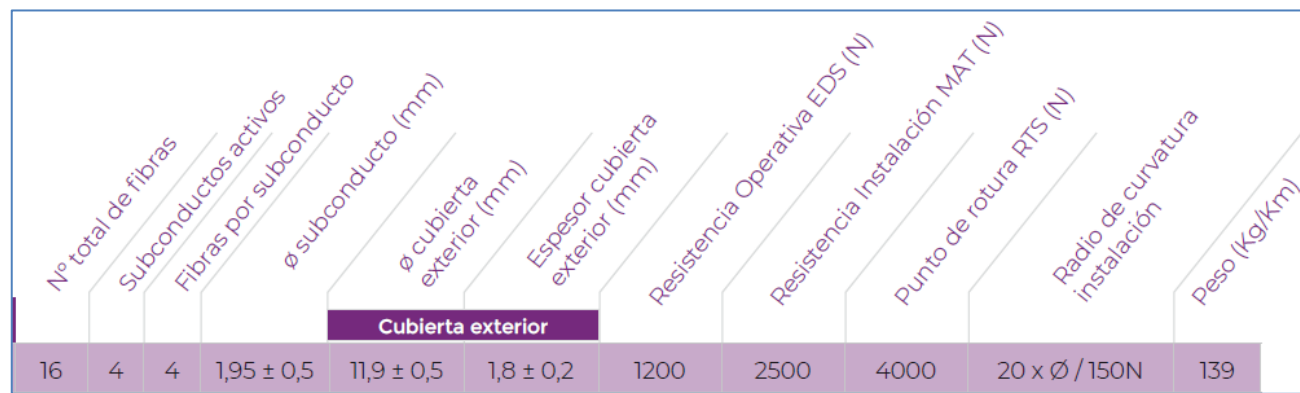 Nº total de fibras
Subconductos activos
Fibras por subconducto
ø subconducto (mm)
ø cubierta
exterior (mm)
Espesor cubierta
exterior (mm)
Resistencia Operativa EDS (N)
Resistencia Instalación MAT (N)
Punto de rotura RTS (N)
Radio de curvatura
instalación
Peso (Kg/Km)
Cubierta exterior
16 4 4 1,95 ± 0,5 11,9 ± 0,5 1,8 ± 0,2 1200 2500 4000 20 x Ø / 150N 139